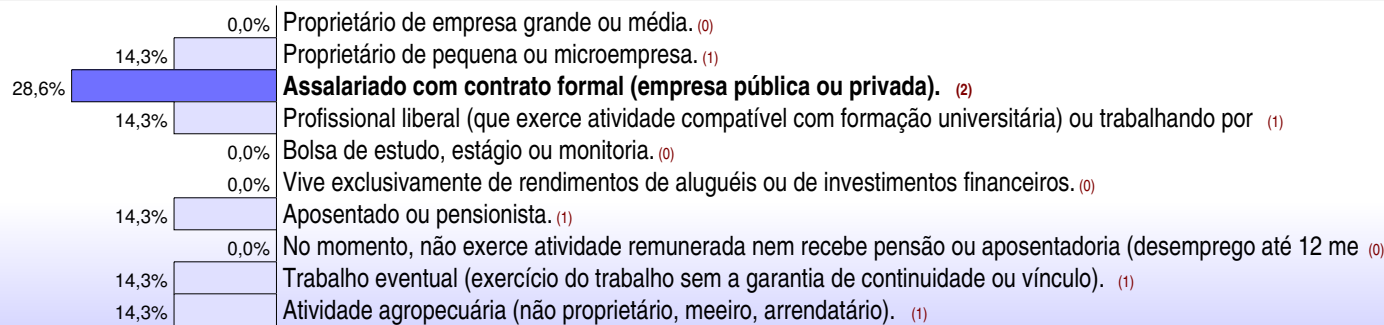 0,0% Proprietário de empresa grande ou média. (0)
14,3% Proprietário de pequena ou microempresa. (1)
28,6% Assalariado com contrato formal (empresa pública ou privada). (2)
14,3% Profissional liberal (que exerce atividade compatível com formação universitária) ou trabalhando por (1)
0,0% Bolsa de estudo, estágio ou monitoria. (0)
0,0% Vive exclusivamente de rendimentos de aluguéis ou de investimentos financeiros. (0)
14,3% Aposentado ou pensionista. (1)
0,0% No momento, não exerce atividade remunerada nem recebe pensão ou aposentadoria (desemprego até 12 me (0)
14,3% Trabalho eventual (exercício do trabalho sem a garantia de continuidade ou vínculo). (1)
14,3% Atividade agropecuária (não proprietário, meeiro, arrendatário). (1)